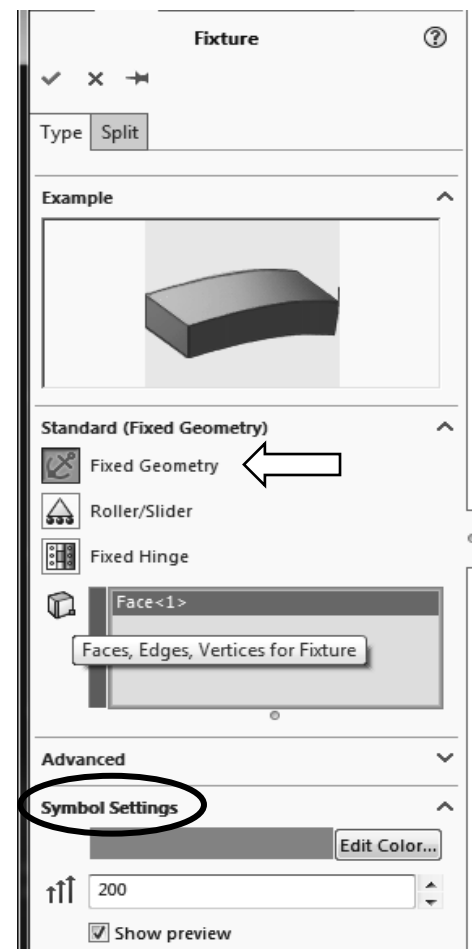 Fixture
Type Split
Example
Standard (Fixed Geometry)
Fixed Geometry
Roller/Slider
Fixed Hinge
Face<1>
Faces, Edges, Vertices for Fixture
Advanced
Symbol Settings
Edit Color...
200
Show preview